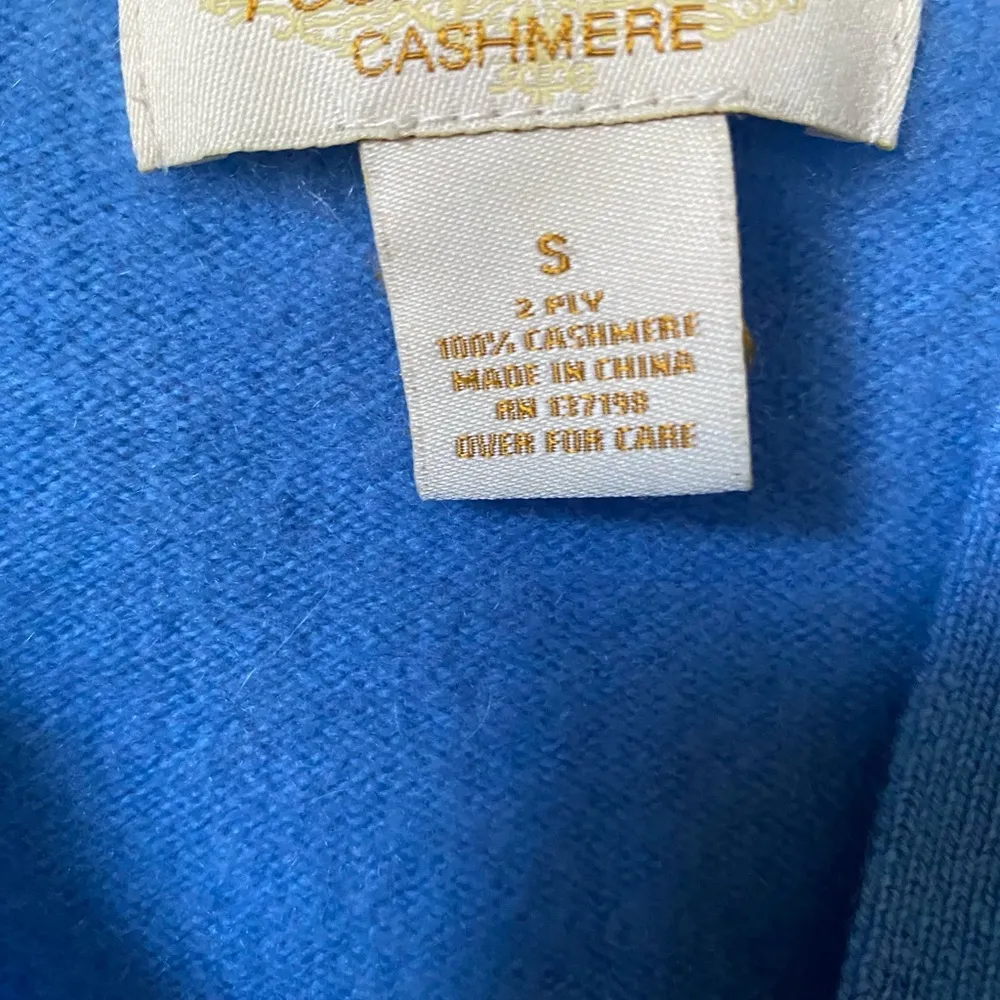 CASHMERE
S
2 PLY
100% CASHMERE
MADE IN CHINA
RN 137198
OVER FOR CARE